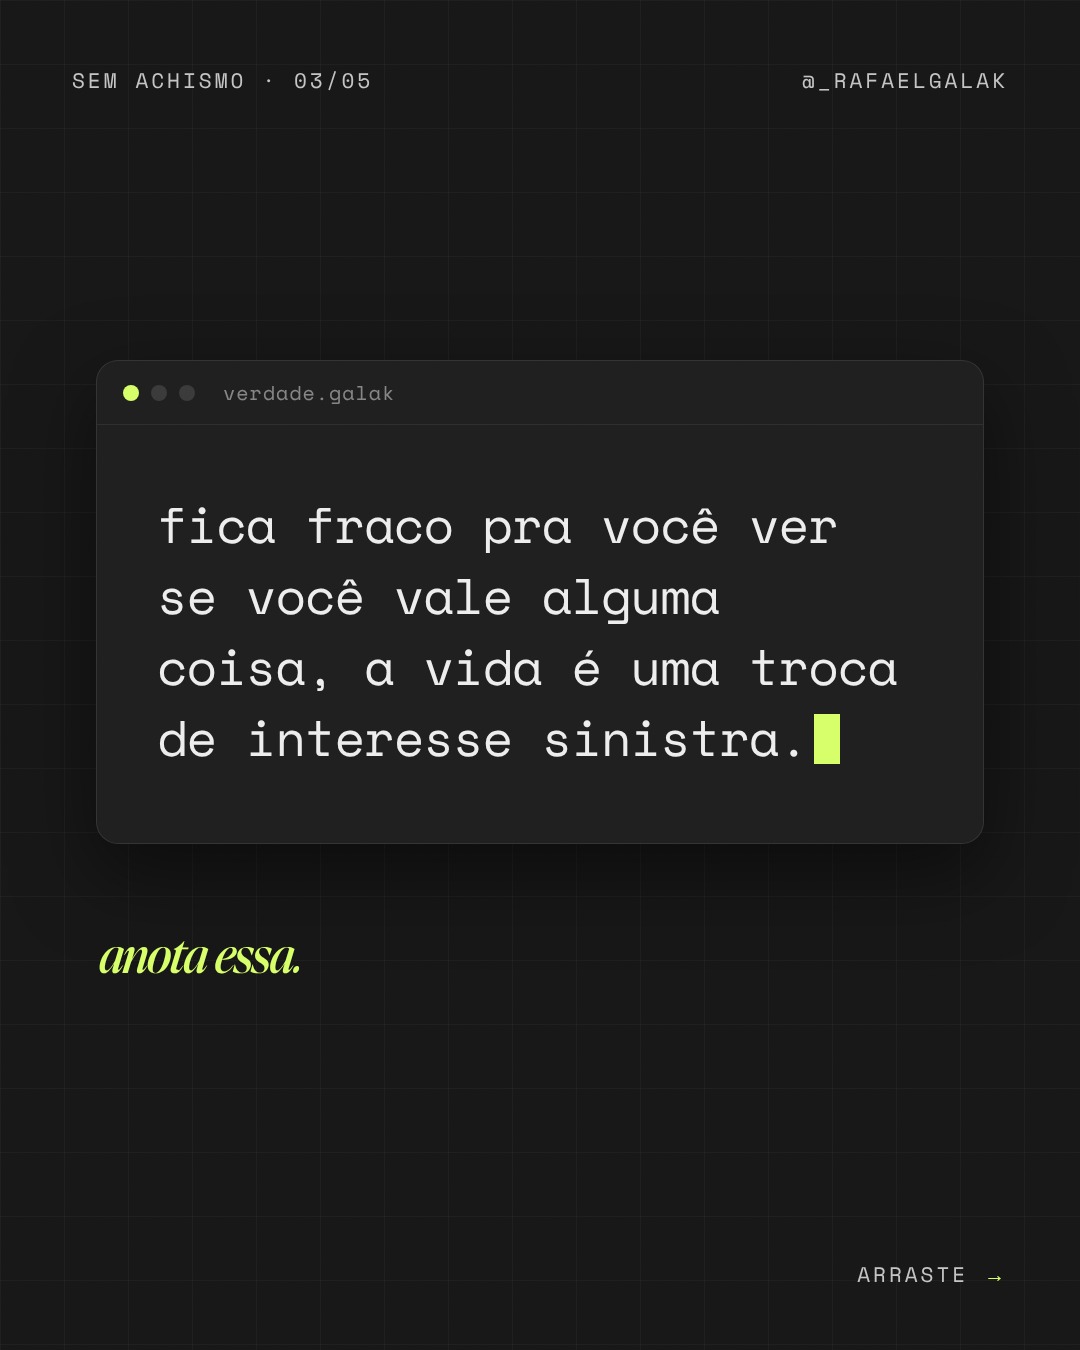 SEM ACHISMO · 03/05
@_RAFAELGALAK
verdade.galak
fica fraco pra você ver
se você vale alguma
coisa, a vida é uma troca
de interesse sinistra.
anota essa.
ARRASTE →